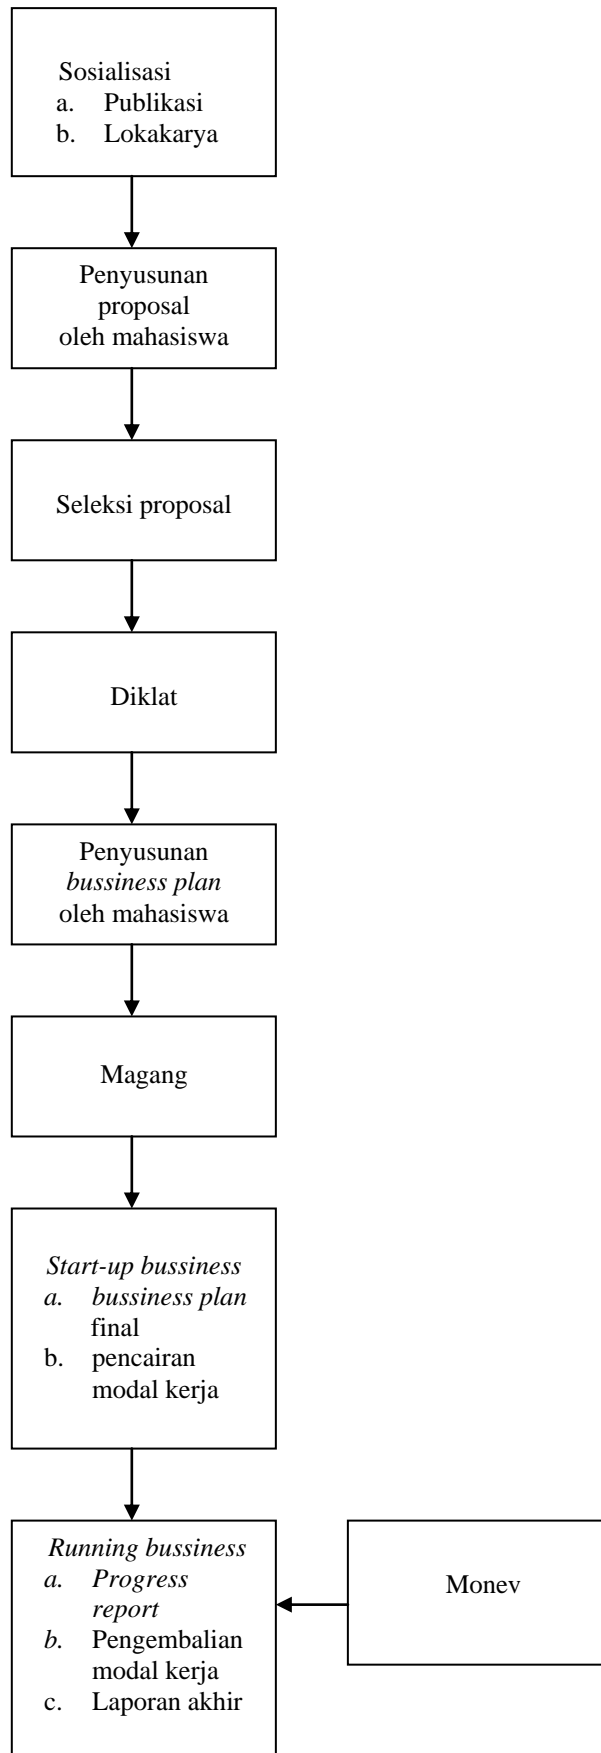 Sosialisasi
a. Publikasi
b. Lokakarya
Penyusunan
proposal
oleh mahasiswa
Seleksi proposal
Diklat
Penyusunan
bussiness plan
oleh mahasiswa
Magang
Start-up bussiness
a. bussiness plan
final
b. pencairan
modal kerja
Running bussiness
a. Progress
report
b. Pengembalian
modal kerja
c. Laporan akhir
Monev